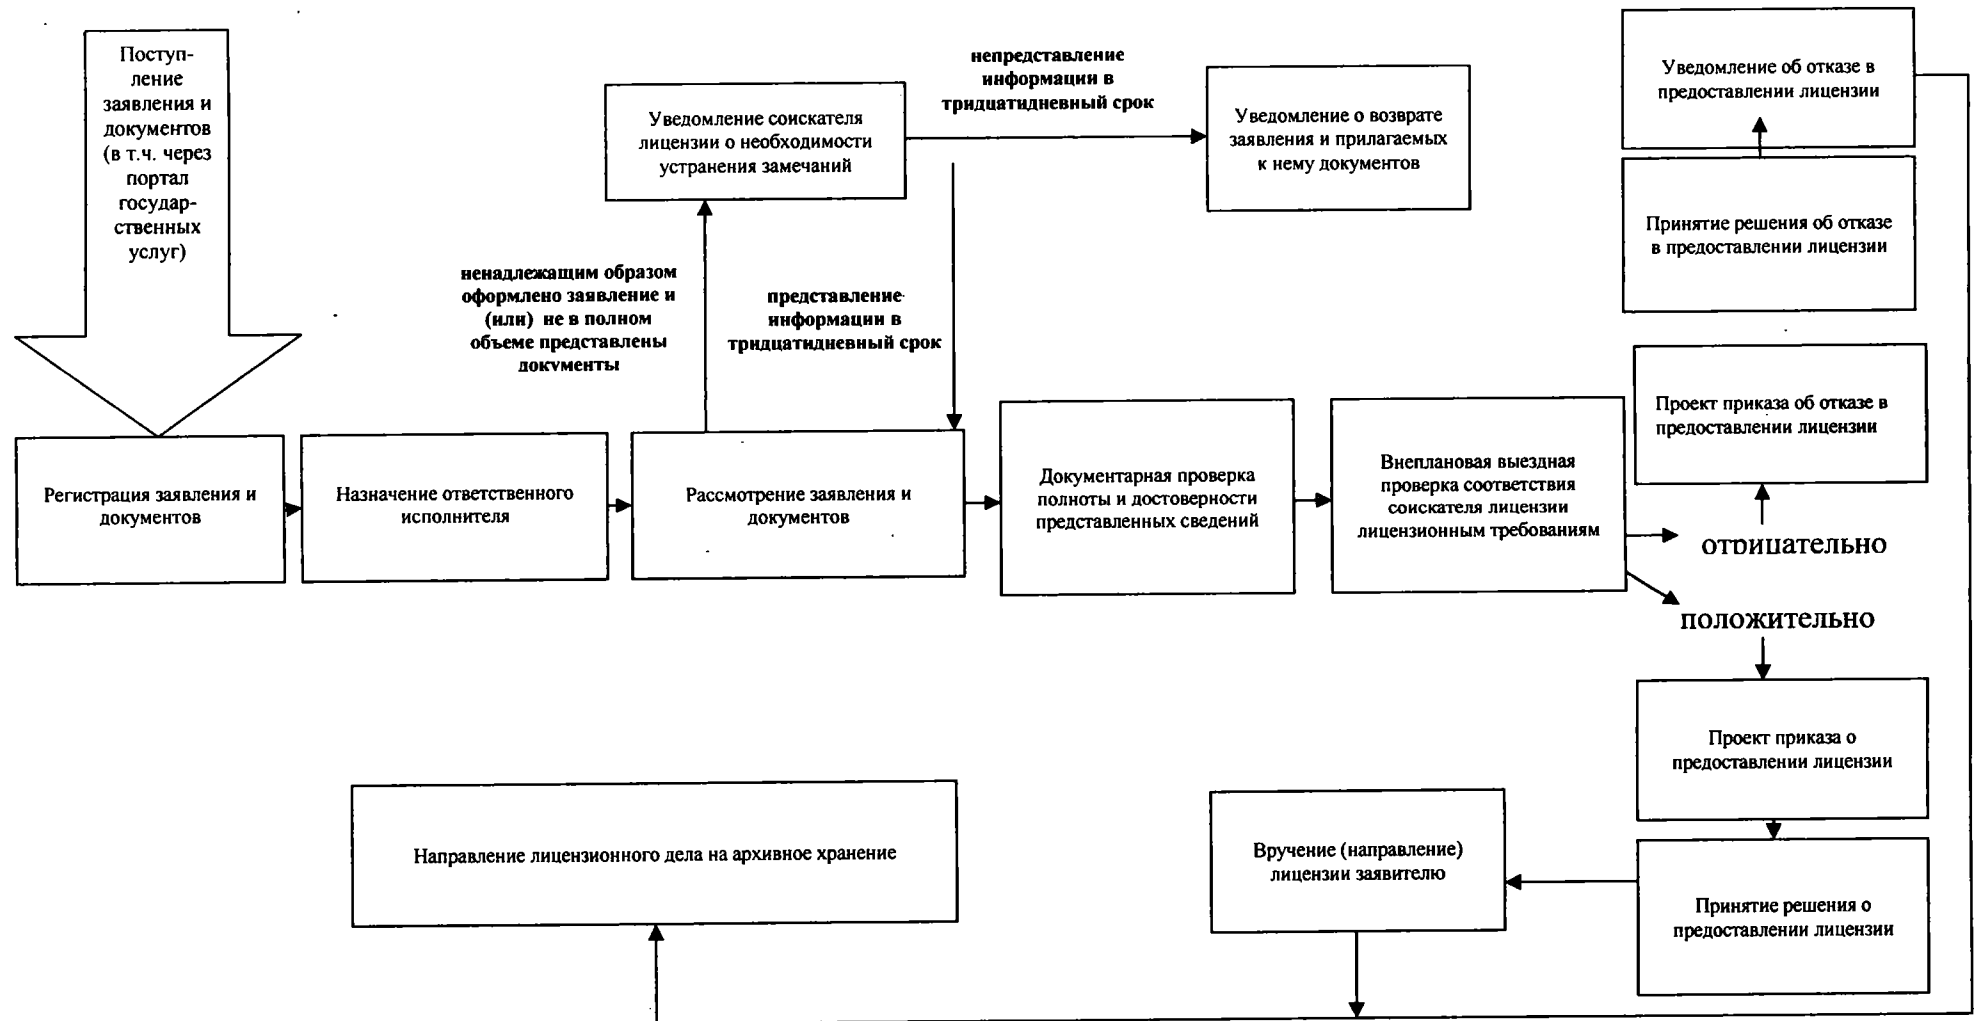 Поступ-
ление
заявления и
документов
(в т.ч. через
портал
государ-
ственных
услуг)
непредставление
информации в
тридцатидневный срок
Уведомление соискателя
лицензии о необходимости
устранения замечаний
Уведомление о возврате
заявления и прилагаемых
к нему документов
Уведомление об отказе в
предоставлении лицензии
Принятие решения об отказе
в предоставлении лицензии
ненадлежащим образом
оформлено заявление и
(или) не в полном
объеме представлены
документы
представление
информации в
тридцатидневный срок
Проект приказа об отказе в
предоставлении лицензии
Регистрация заявления и
документов
Назначение ответственного
исполнителя
Рассмотрение заявления и
документов
Документарная проверка
полноты и достоверности
представленных сведений
Внеплановая выездная
проверка соответствия
соискателя лицензии
лицензионным требованиям
отрицательно
положительно
Проект приказа о
предоставлении лицензии
Направление лицензионного дела на архивное хранение
Вручение (направление)
лицензии заявителю
Принятие решения о
предоставлении лицензии